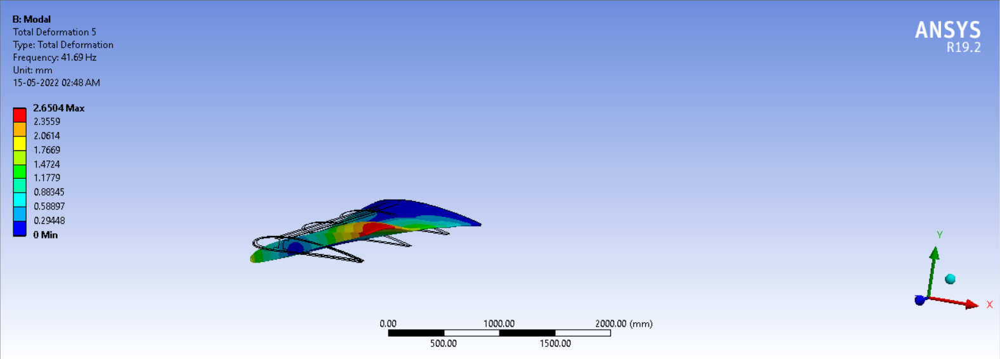 B: Modal
Total Deformation 5
Type: Total Deformation
Frequency: 41.69 Hz
Unit: mm
15-05-2022 02:48 AM
ANSYS
R19.2
2.6504 Max
2.3559
2.0614
1.7669
1.4724
1.1779
0.88345
0.58897
0.29448
0 Min
Y
X
0.00 1000.00 2000.00 (mm)
500.00 1500.00